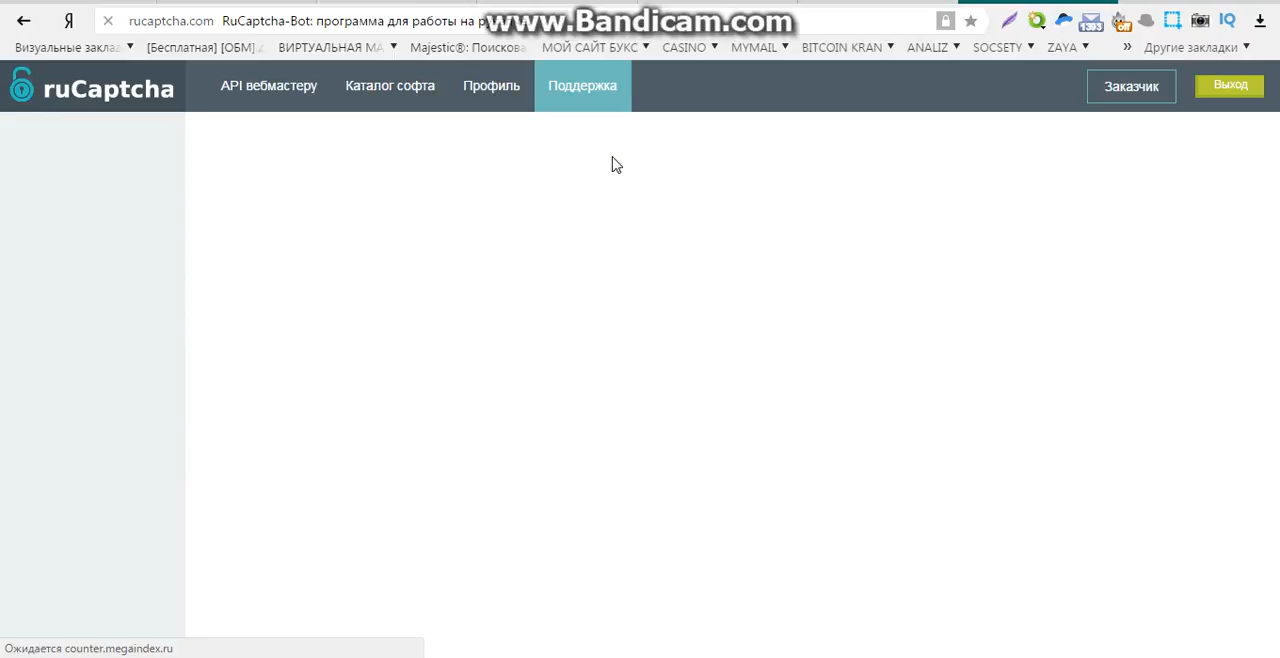 Я rucaptcha.com RuCaptcha-Bot: программа для работы на р
www.Bandicam.com
Визуальные заклад [Бесплатная] [ОБМ] ВИРТУАЛЬНАЯ МА Majestic®: Поискова МОЙ САЙТ БУКС CASINO MYMAIL BITCOIN KRAN ANALIZ SOCSETY ZAYA » Другие закладки
ruCaptcha API вебмастеру Каталог софта Профиль Поддержка Заказчик Выход
Ожидается counter.megaindex.ru